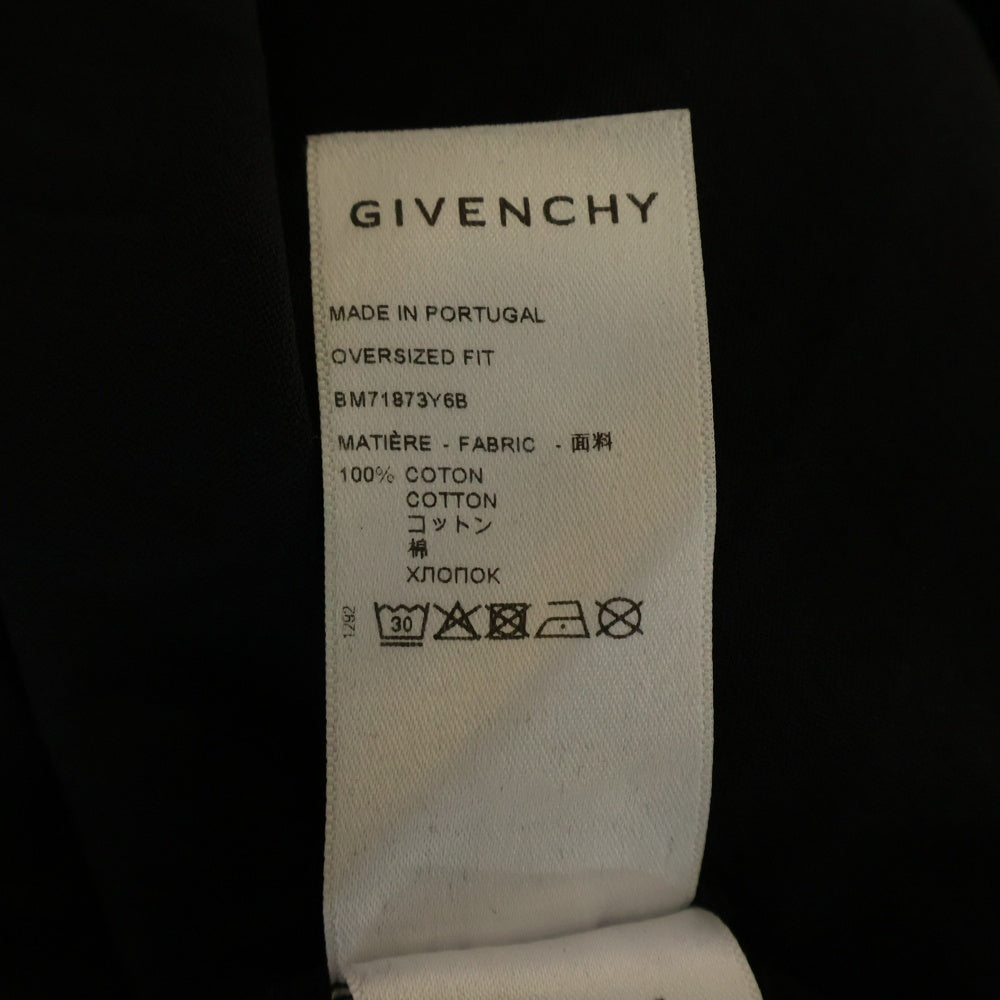 GIVENCHY
MADE IN PORTUGAL
OVERSIZED FIT
BM71873Y6B
MATIÈRE - FABRIC - 面料
100% COTON
COTTON
コットン
棉
ХЛОПОК
1292
30